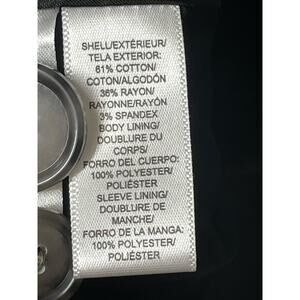 SHELL/EXTÉRIEUR/
TELA EXTERIOR:
61% COTTON/
COTON/ALGODÓN
36% RAYON/
RAYONNE/RAYÓN
3% SPANDEX
BODY LINING/
DOUBLURE DU
CORPS/
FORRO DEL CUERPO:
100% POLYESTER/
POLIÉSTER
SLEEVE LINING/
DOUBLURE DE
MANCHE/
FORRO DE LA MANGA:
100% POLYESTER/
POLIÉSTER